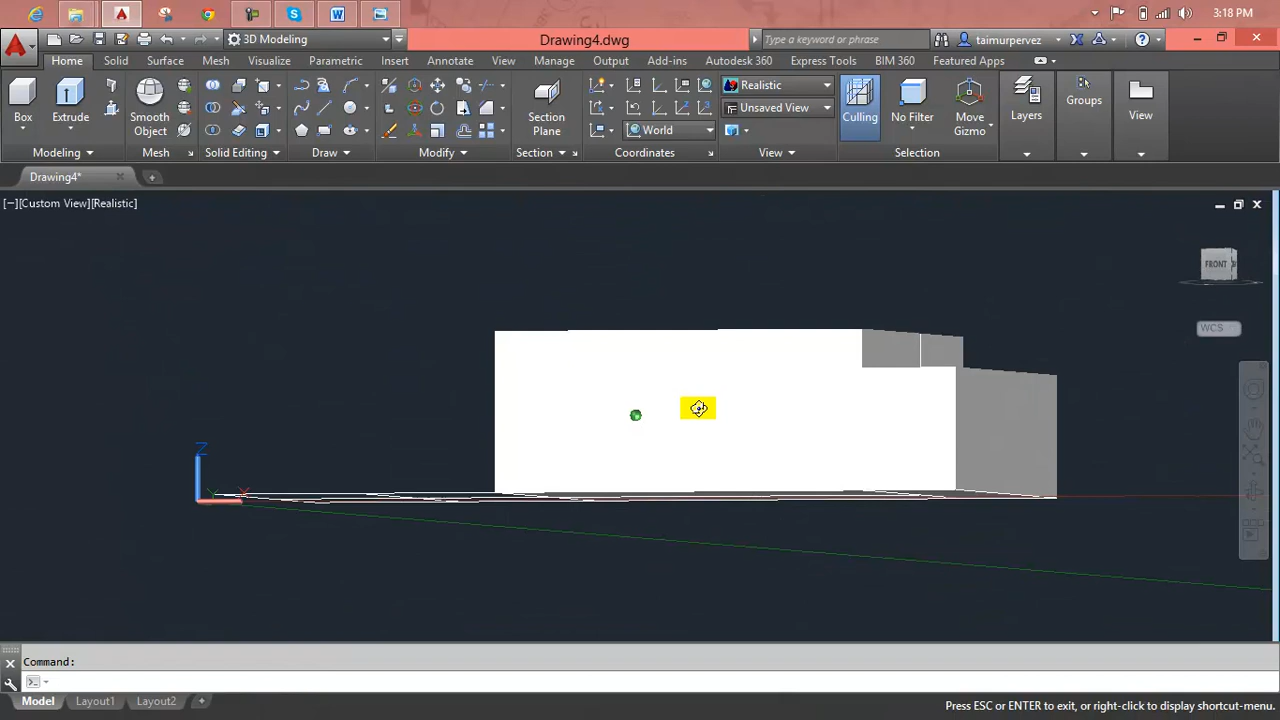 3:18 PM
3D Modeling
Drawing4.dwg
Type a keyword or phrase
taimurpervez
Home Solid Surface Mesh Visualize Parametric Insert Annotate View Manage Output Add-ins Autodesk 360 Express Tools BIM 360 Featured Apps
Realistic
Unsaved View
World
Box
Extrude
Smooth
Object
Section
Plane
Culling
No Filter
Move
Gizmo
Layers
Groups
View
Modeling
Mesh
Solid Editing
Draw
Modify
Section
Coordinates
View
Selection
Drawing4*
[−][Custom View][Realistic]
FRONT
WCS
Z
Y
X
Command:
Model Layout1 Layout2
Press ESC or ENTER to exit, or right-click to display shortcut-menu.